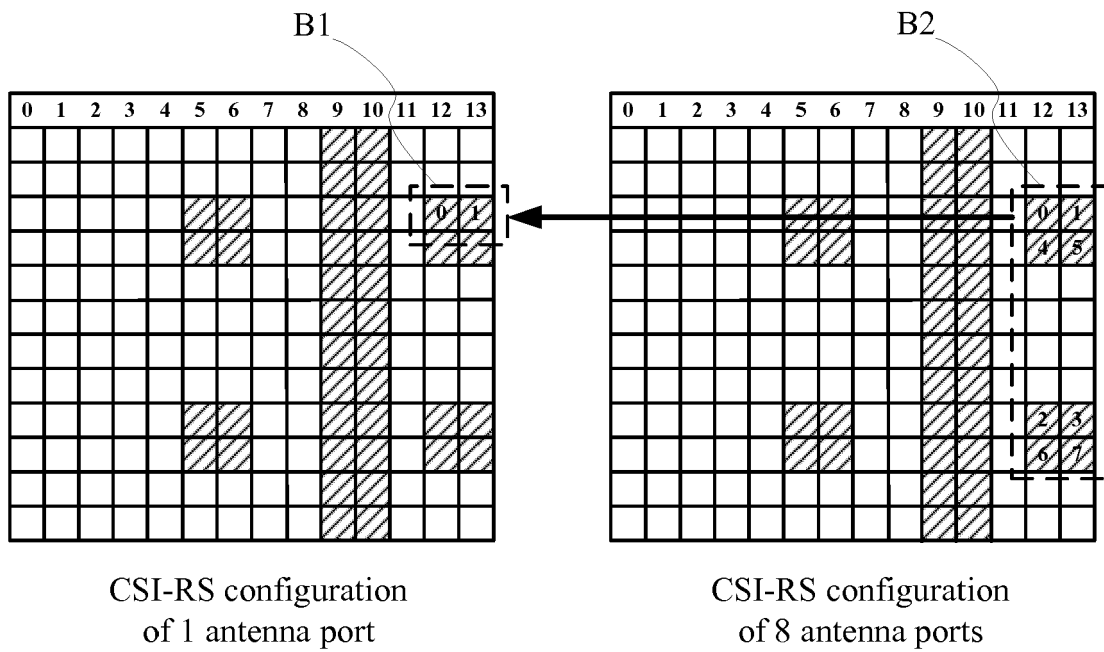 B1
B2
0 1 2 3 4 5 6 7 8 9 10 11 12 13
0 1 2 3 4 5 6 7 8 9 10 11 12 13
0 1
0 1
4 5
2 3
6 7
CSI-RS configuration
of 1 antenna port
CSI-RS configuration
of 8 antenna ports